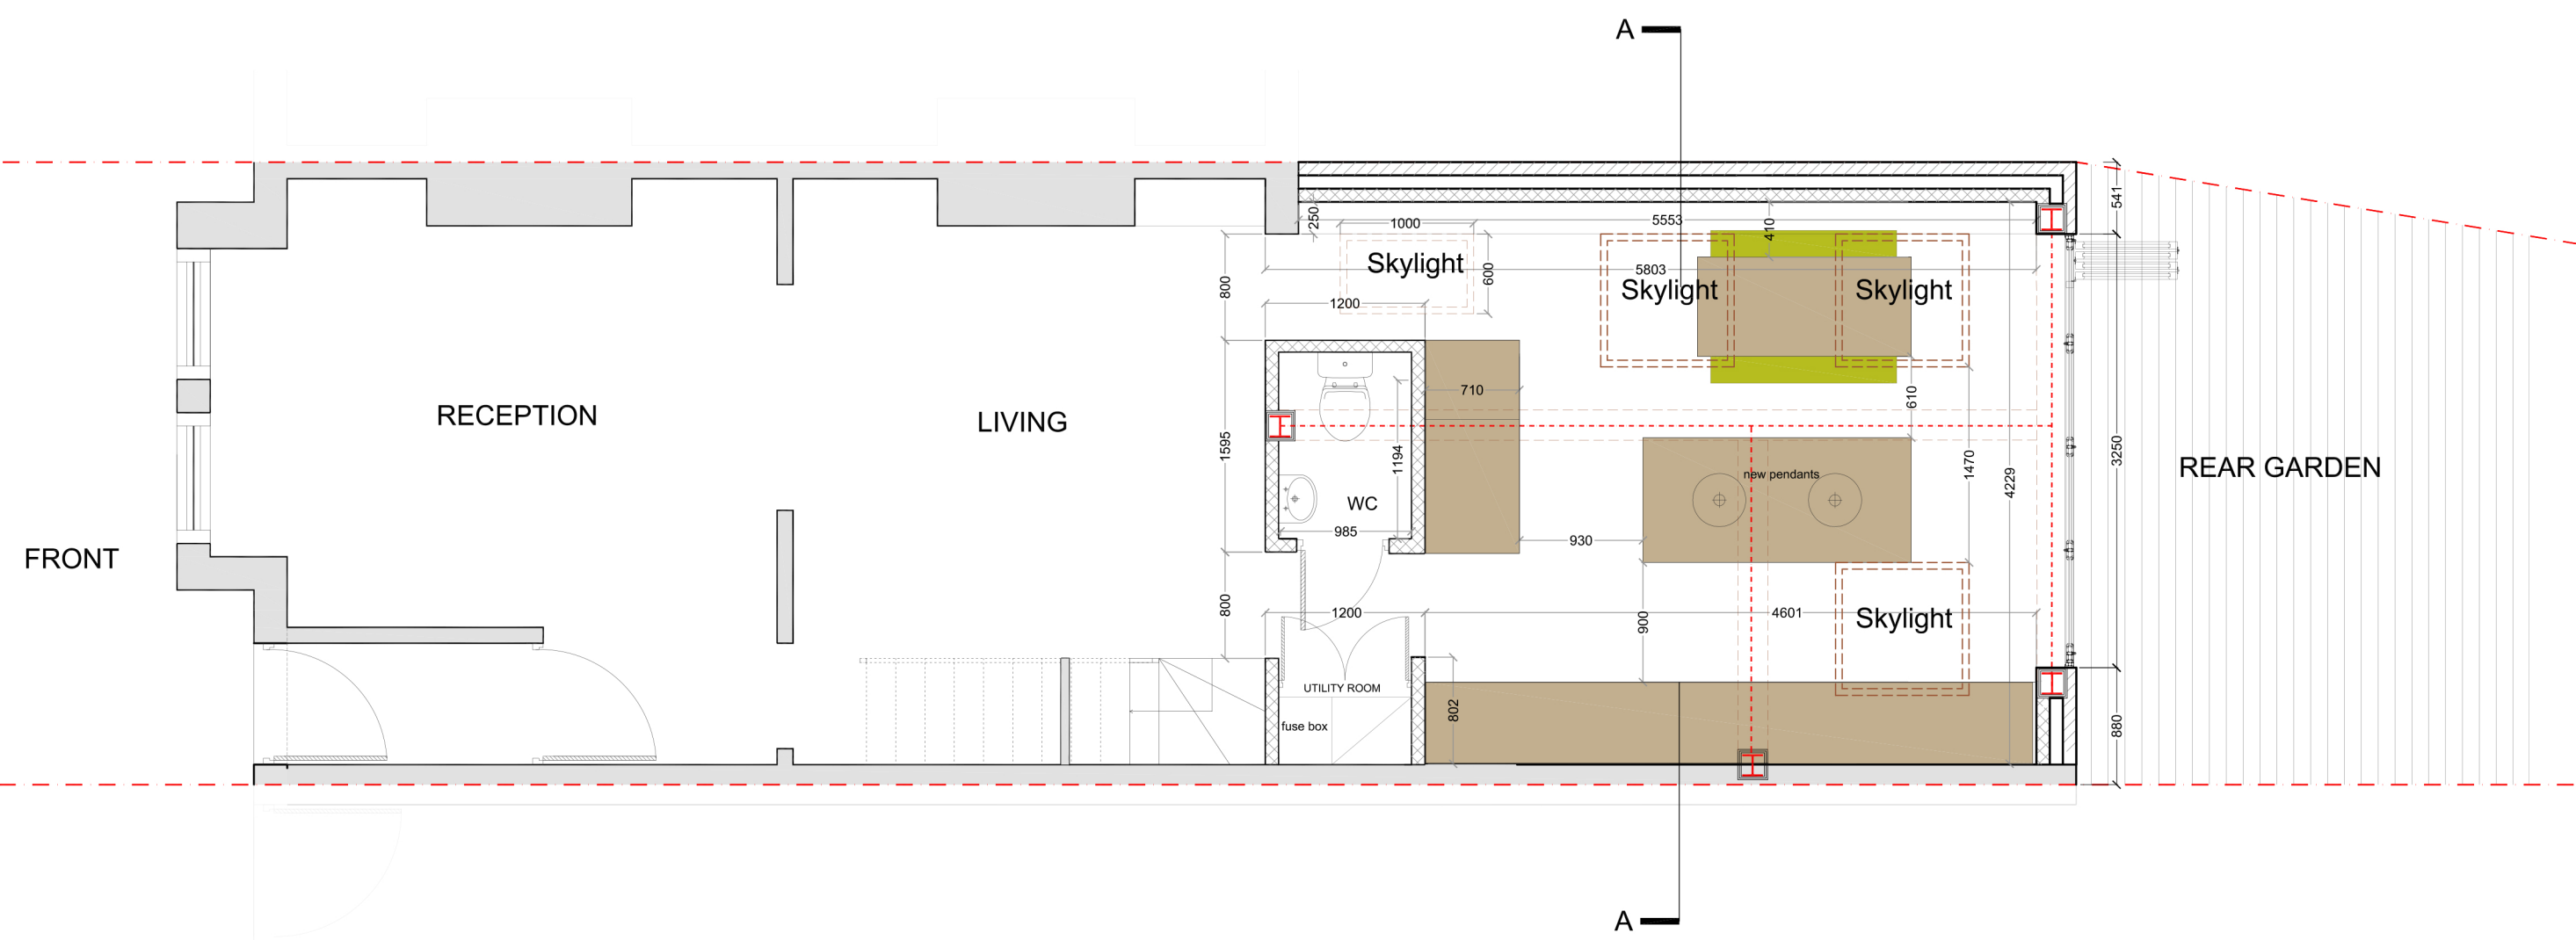 A
541
250
1000
5553
410
Skylight
600
5803
Skylight
Skylight
800
1200
710
610
RECEPTION
LIVING
1595
1194
WC
985
930
new pendants
1470
4229
3250
REAR GARDEN
FRONT
800
1200
900
4601
Skylight
UTILITY ROOM
fuse box
802
880
A